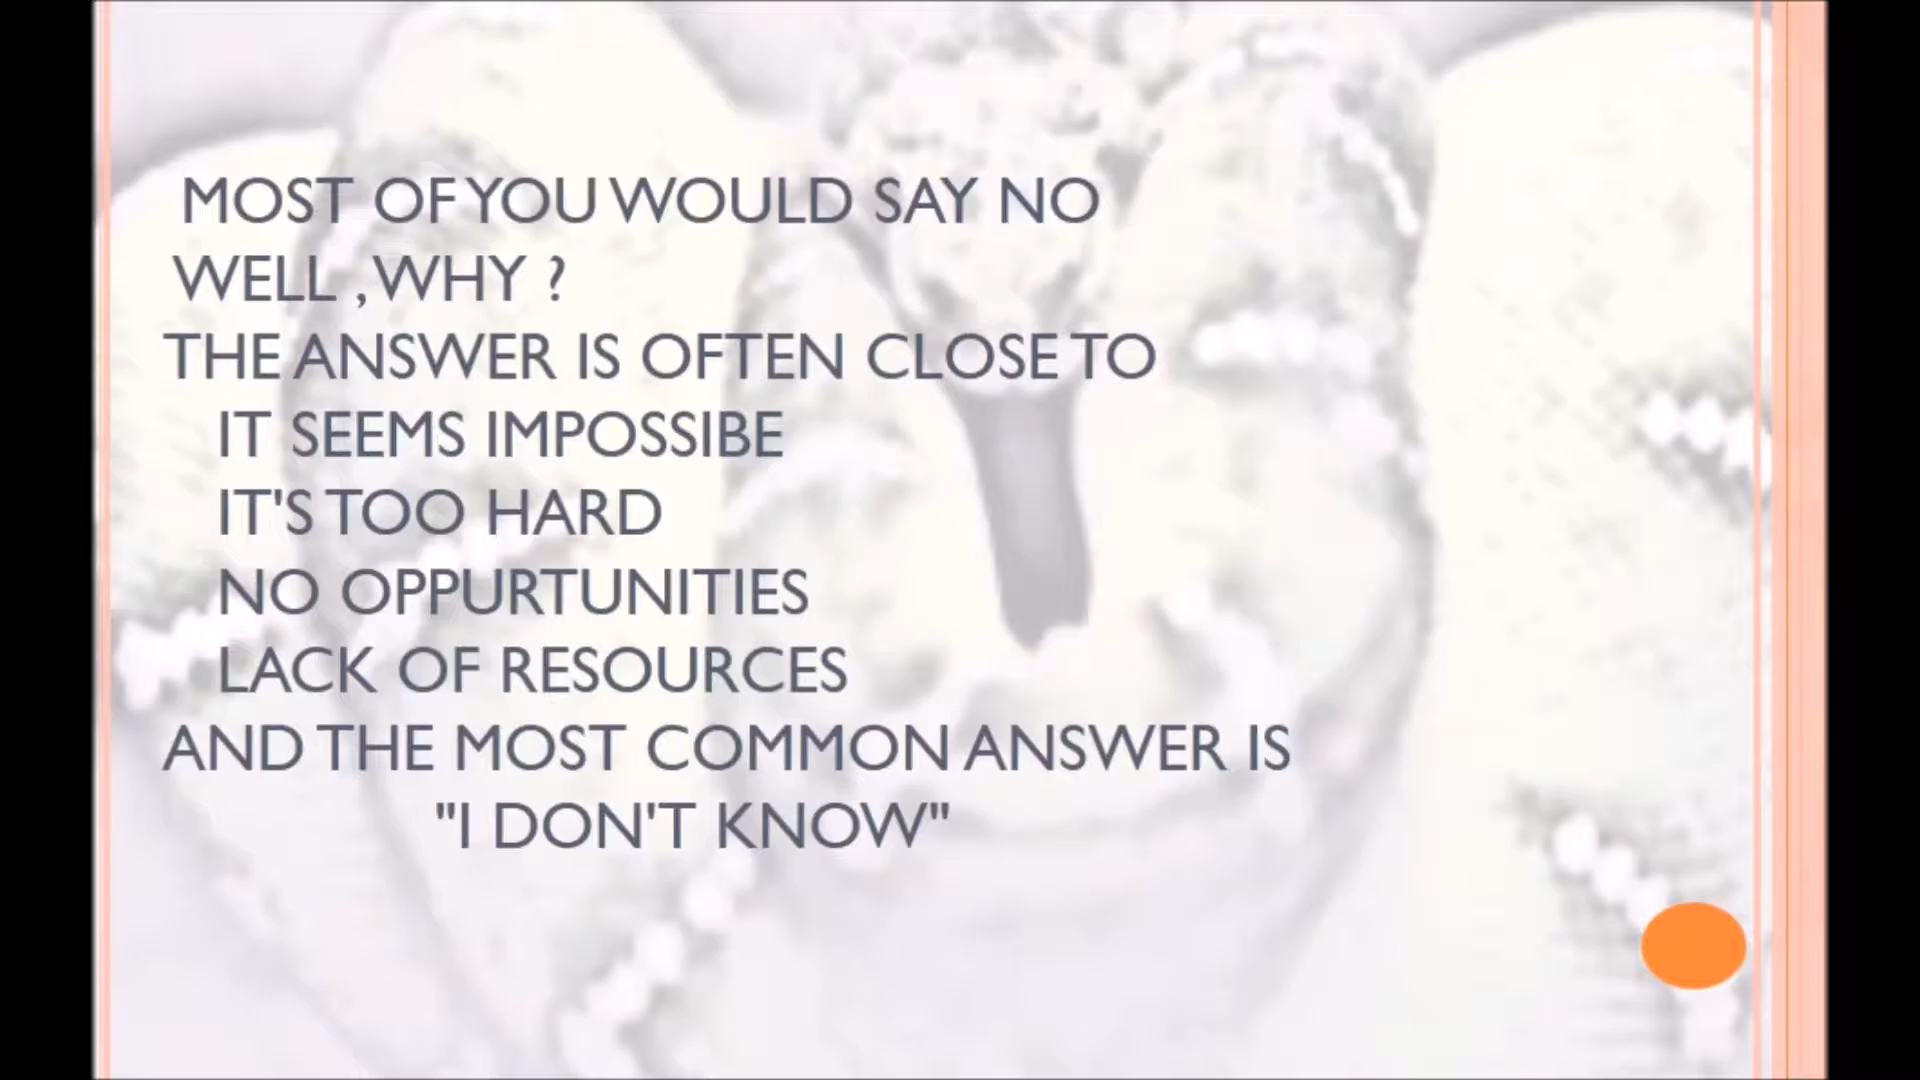 MOST OF YOU WOULD SAY NO
WELL , WHY ?
THE ANSWER IS OFTEN CLOSE TO
IT SEEMS IMPOSSIBE
IT'S TOO HARD
NO OPPURTUNITIES
LACK OF RESOURCES
AND THE MOST COMMON ANSWER IS
"I DON'T KNOW"